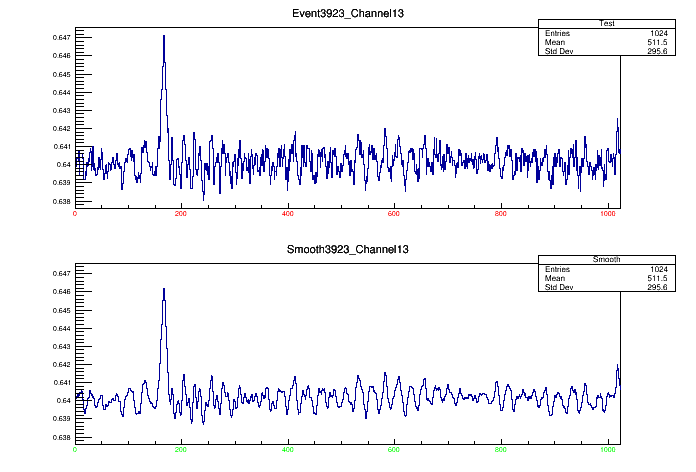 Event3923_Channel13
Test
Entries 1024
Mean 511.5
Std Dev 295.6
0.647
0.646
0.645
0.644
0.643
0.642
0.641
0.64
0.639
0.638
0 200 400 600 800 1000
Smooth3923_Channel13
Smooth
Entries 1024
Mean 511.5
Std Dev 295.6
0.647
0.646
0.645
0.644
0.643
0.642
0.641
0.64
0.639
0.638
0 200 400 600 800 1000